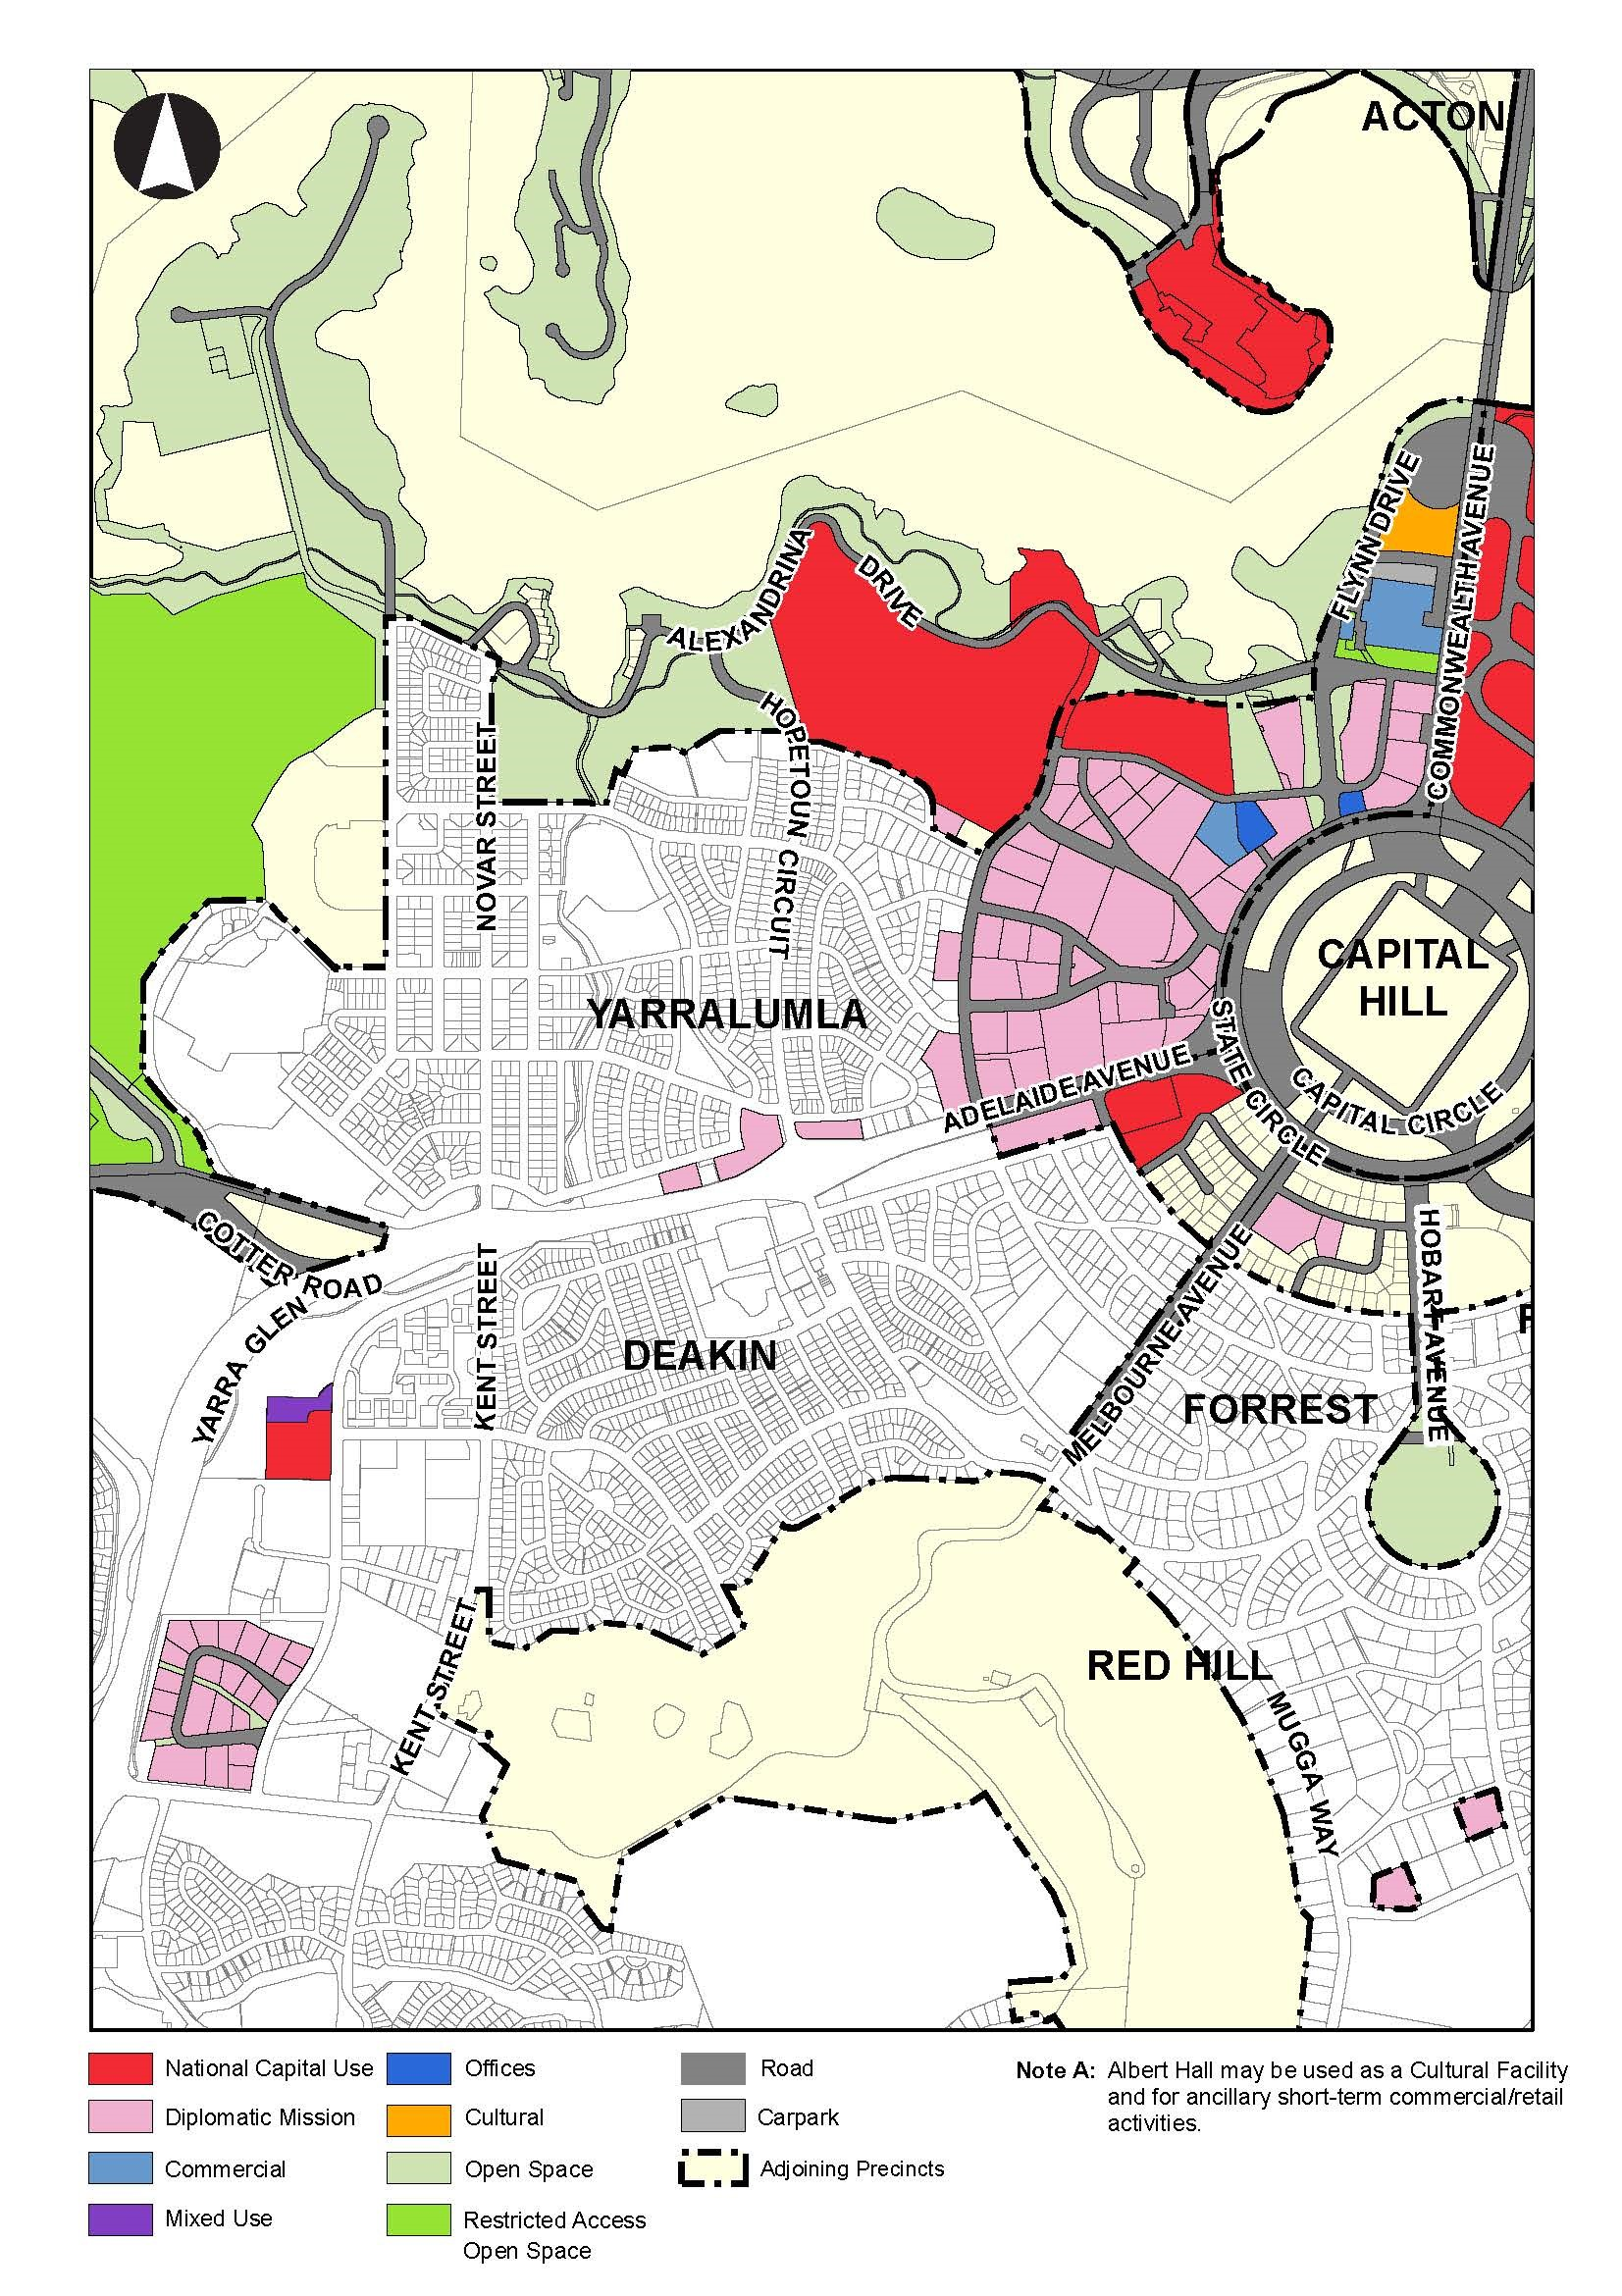 ACTON
FLYNN DRIVE
COMMONWEALTH AVENUE
ALEXANDRINA
DRIVE
HOPETOUN CIRCUIT
NOVAR STREET
CAPITAL
HILL
YARRALUMLA
STATE CIRCLE
CAPITAL CIRCLE
ADELAIDE AVENUE
COTTER ROAD
YARRA GLEN
KENT STREET
DEAKIN
MELBOURNE AVENUE
HOBART AVENUE
FORREST
KENT STREET
RED HILL
MUGGA WAY
National Capital Use
Diplomatic Mission
Commercial
Mixed Use
Offices
Cultural
Open Space
Restricted Access
Open Space
Road
Carpark
Adjoining Precincts
Note A: Albert Hall may be used as a Cultural Facility
and for ancillary short-term commercial/retail
activities.